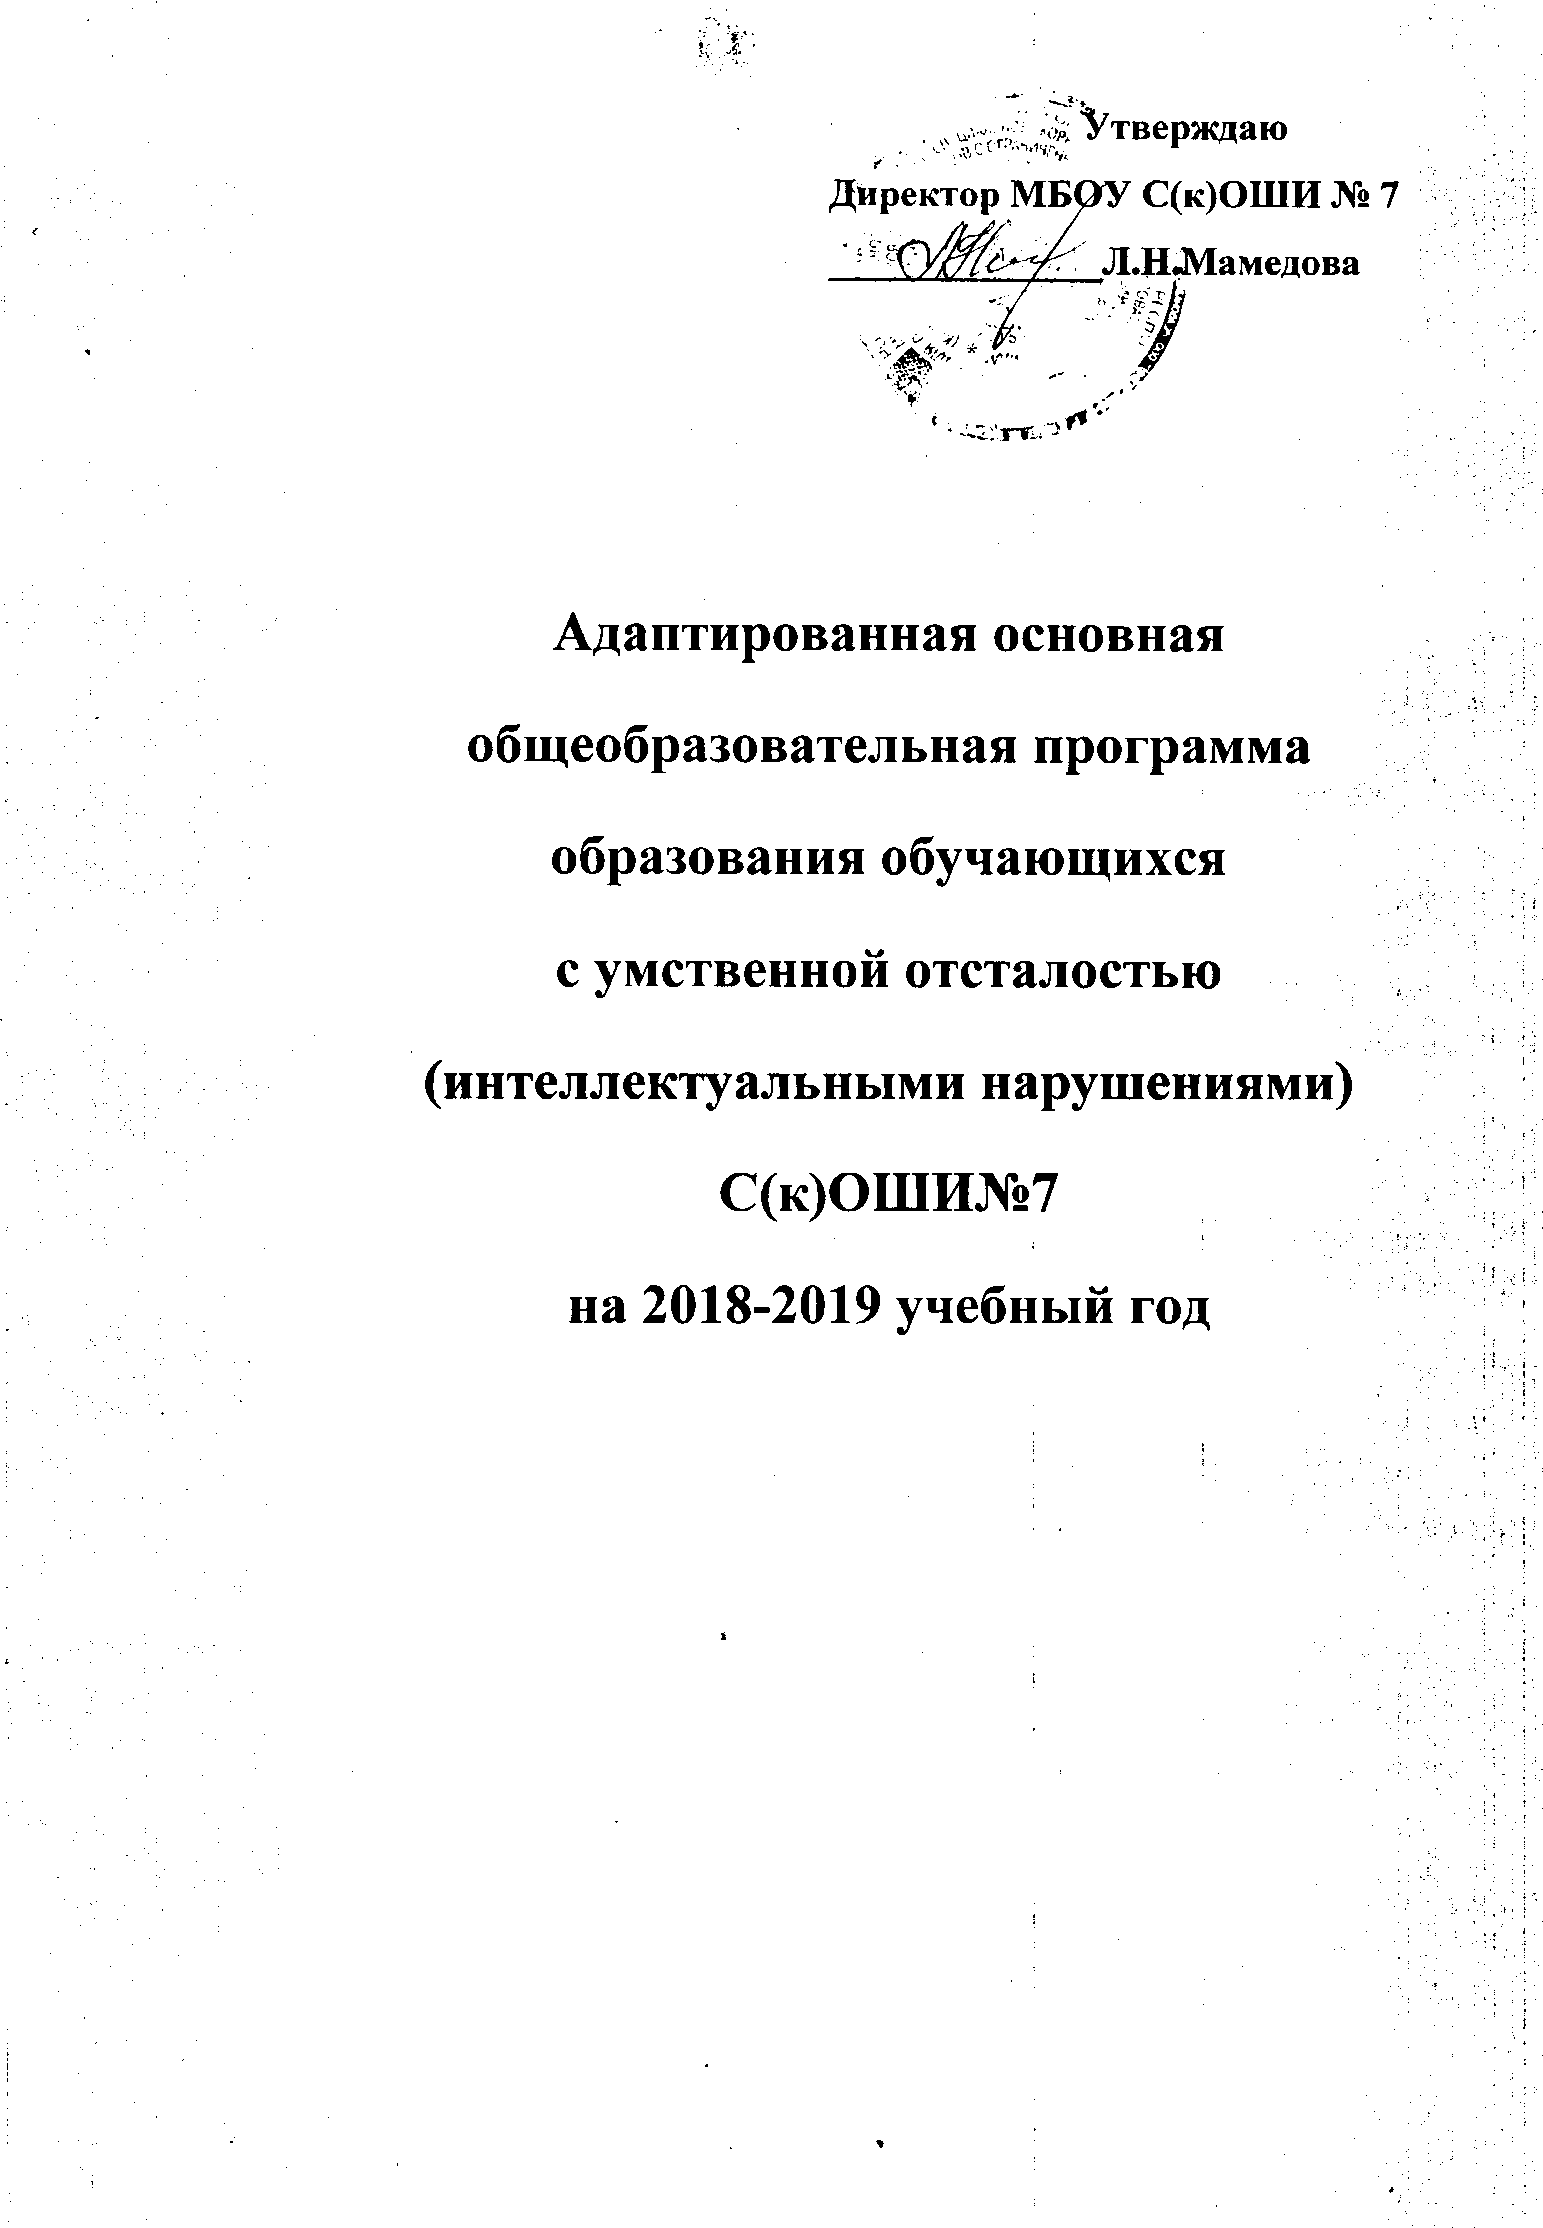 Утверждаю
Директор МБОУ С(к)ОШИ № 7
Л.Н.Мамедова
Адаптированная основная
общеобразовательная программа
образования обучающихся
с умственной отсталостью
(интеллектуальными нарушениями)
С(к)ОШИ№7
на 2018-2019 учебный год